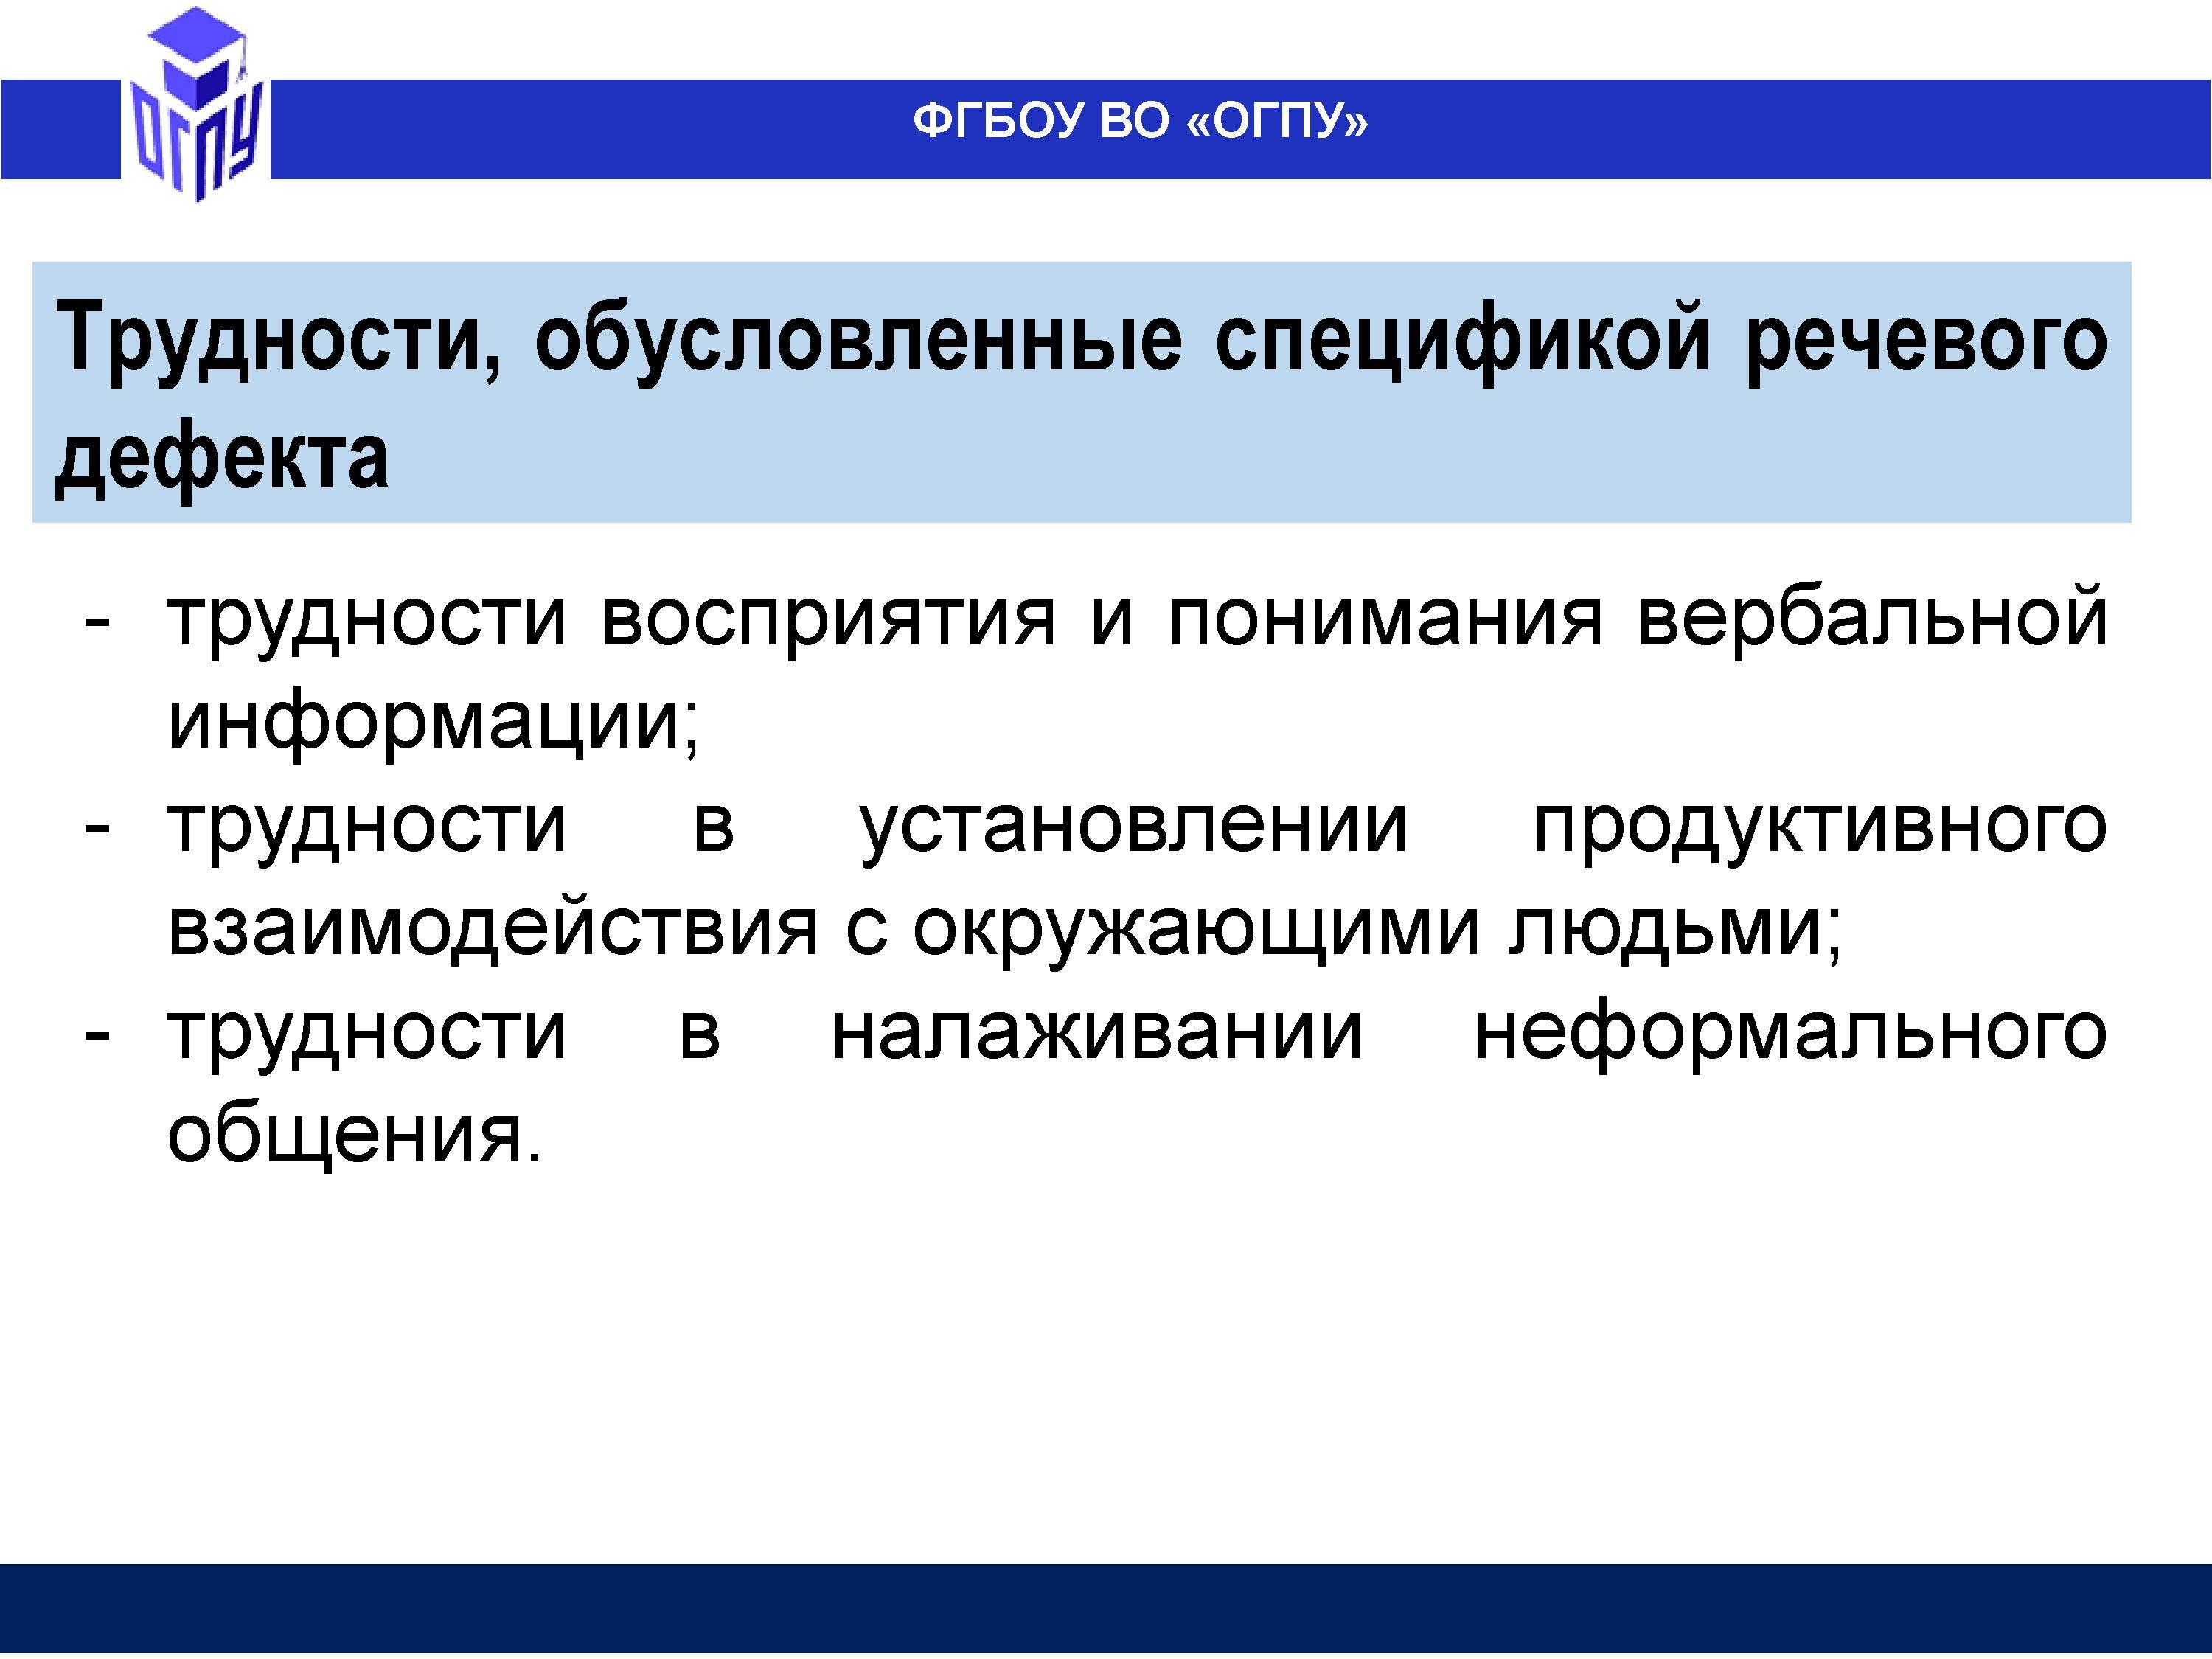 ОГПУ
ФГБОУ ВО «ОГПУ»
Трудности, обусловленные спецификой речевого
дефекта
- трудности восприятия и понимания вербальной
информации;
- трудности в установлении продуктивного
взаимодействия с окружающими людьми;
- трудности в налаживании неформального
общения.